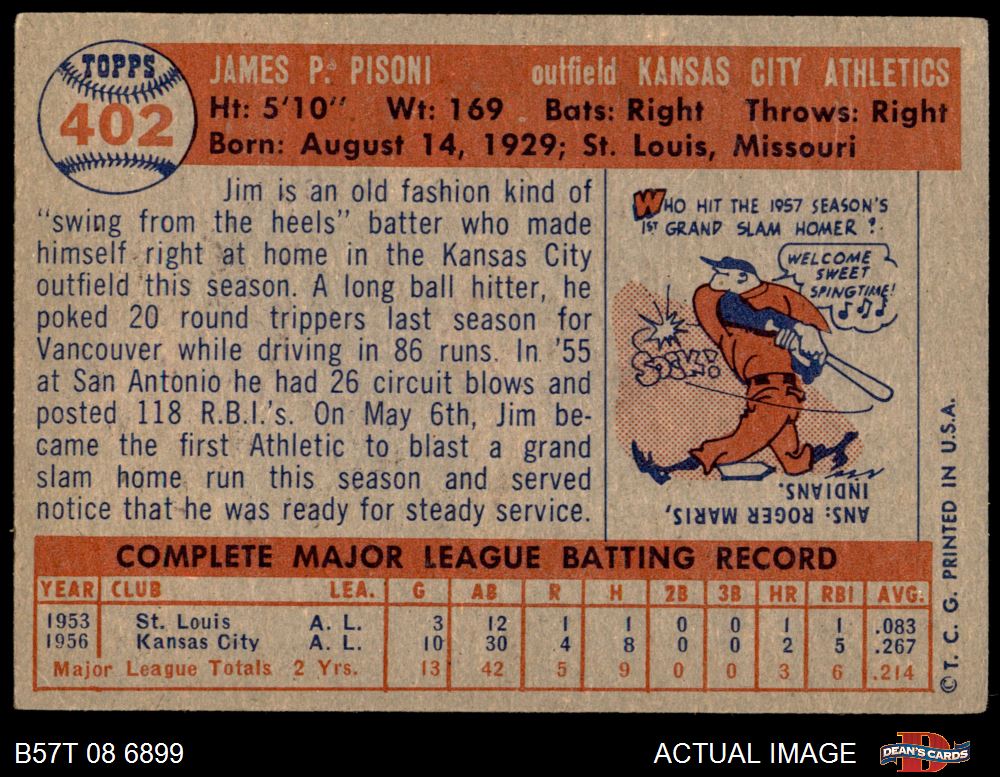 TOPPS
402
JAMES P. PISONI outfield KANSAS CITY ATHLETICS
Ht: 5'10" Wt: 169 Bats: Right Throws: Right
Born: August 14, 1929; St. Louis, Missouri
Jim is an old fashion kind of
"swing from the heels" batter who made
himself right at home in the Kansas City
outfield this season. A long ball hitter, he
poked 20 round trippers last season for
Vancouver while driving in 86 runs. In '55
at San Antonio he had 26 circuit blows and
posted 118 R.B.I.'s. On May 6th, Jim be-
came the first Athletic to blast a grand
slam home run this season and served
notice that he was ready for steady service.
WHO HIT THE 1957 SEASON'S
1ST GRAND SLAM HOMER?
WELCOME
SWEET
SPINGTIME!
SOCKO
ANS: ROGER MARIS,
INDIANS.
COMPLETE MAJOR LEAGUE BATTING RECORD
YEAR CLUB LEA. G AB R H 2B 3B HR RBI AVG.
1953 St. Louis A. L. 3 12 1 1 0 0 1 1 .083
1956 Kansas City A. L. 10 30 4 8 0 0 2 5 .267
Major League Totals 2 Yrs. 13 42 5 9 0 0 3 6 .214
© T. C. G. PRINTED IN U.S.A.
B57T 08 6899
ACTUAL IMAGE
D
DEAN'S CARDS